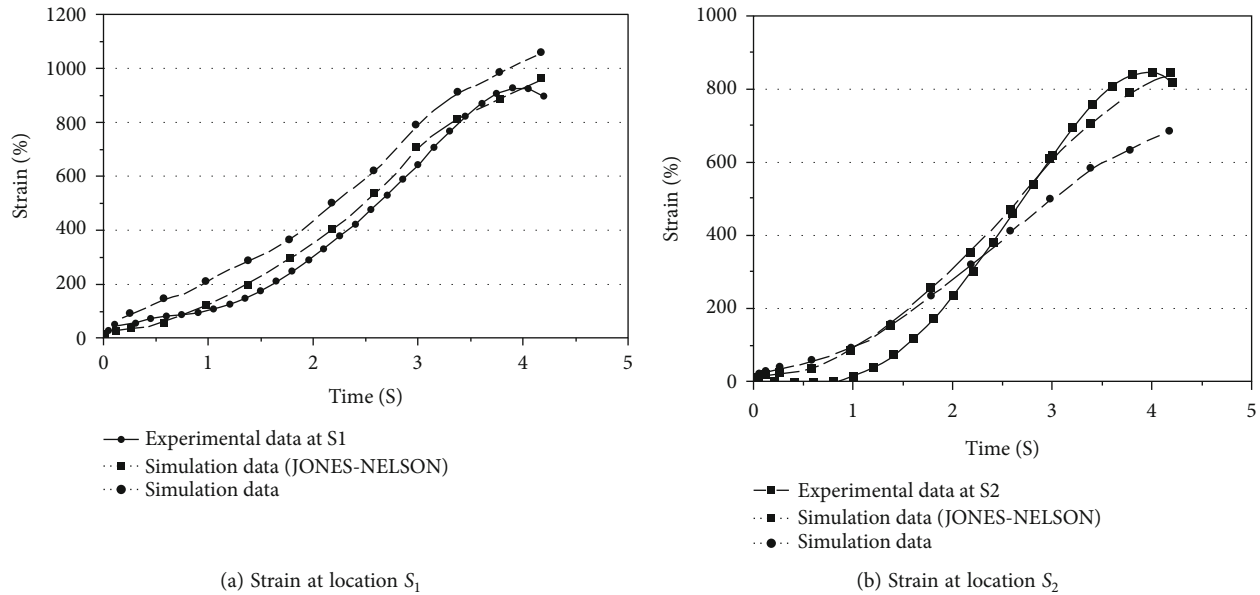 1200
1000
800
600
400
200
0
Strain (%)
0 1 2 3 4 5
Time (S)
Experimental data at S1
Simulation data (JONES-NELSON)
Simulation data
(a) Strain at location S1
1000
800
600
400
200
0
Strain (%)
0 1 2 3 4 5
Time (S)
Experimental data at S2
Simulation data (JONES-NELSON)
Simulation data
(b) Strain at location S2